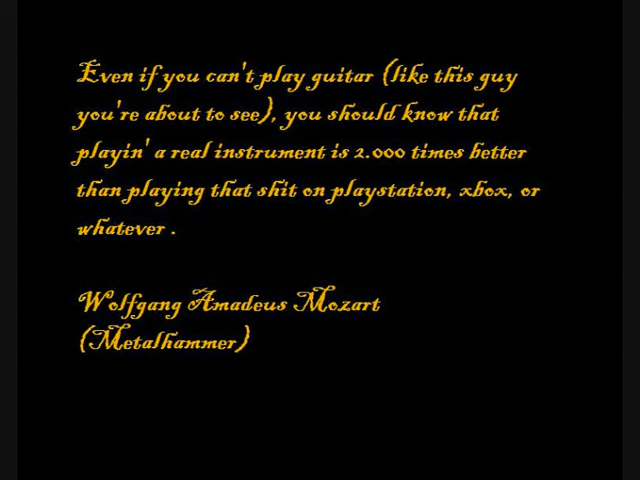 Even if you can't play guitar (like this guy
you're about to see), you should know that
playin' a real instrument is 2.000 times better
than playing that shit on playstation, xbox, or
whatever .
Wolfgang Amadeus Mozart
(Metalhammer)